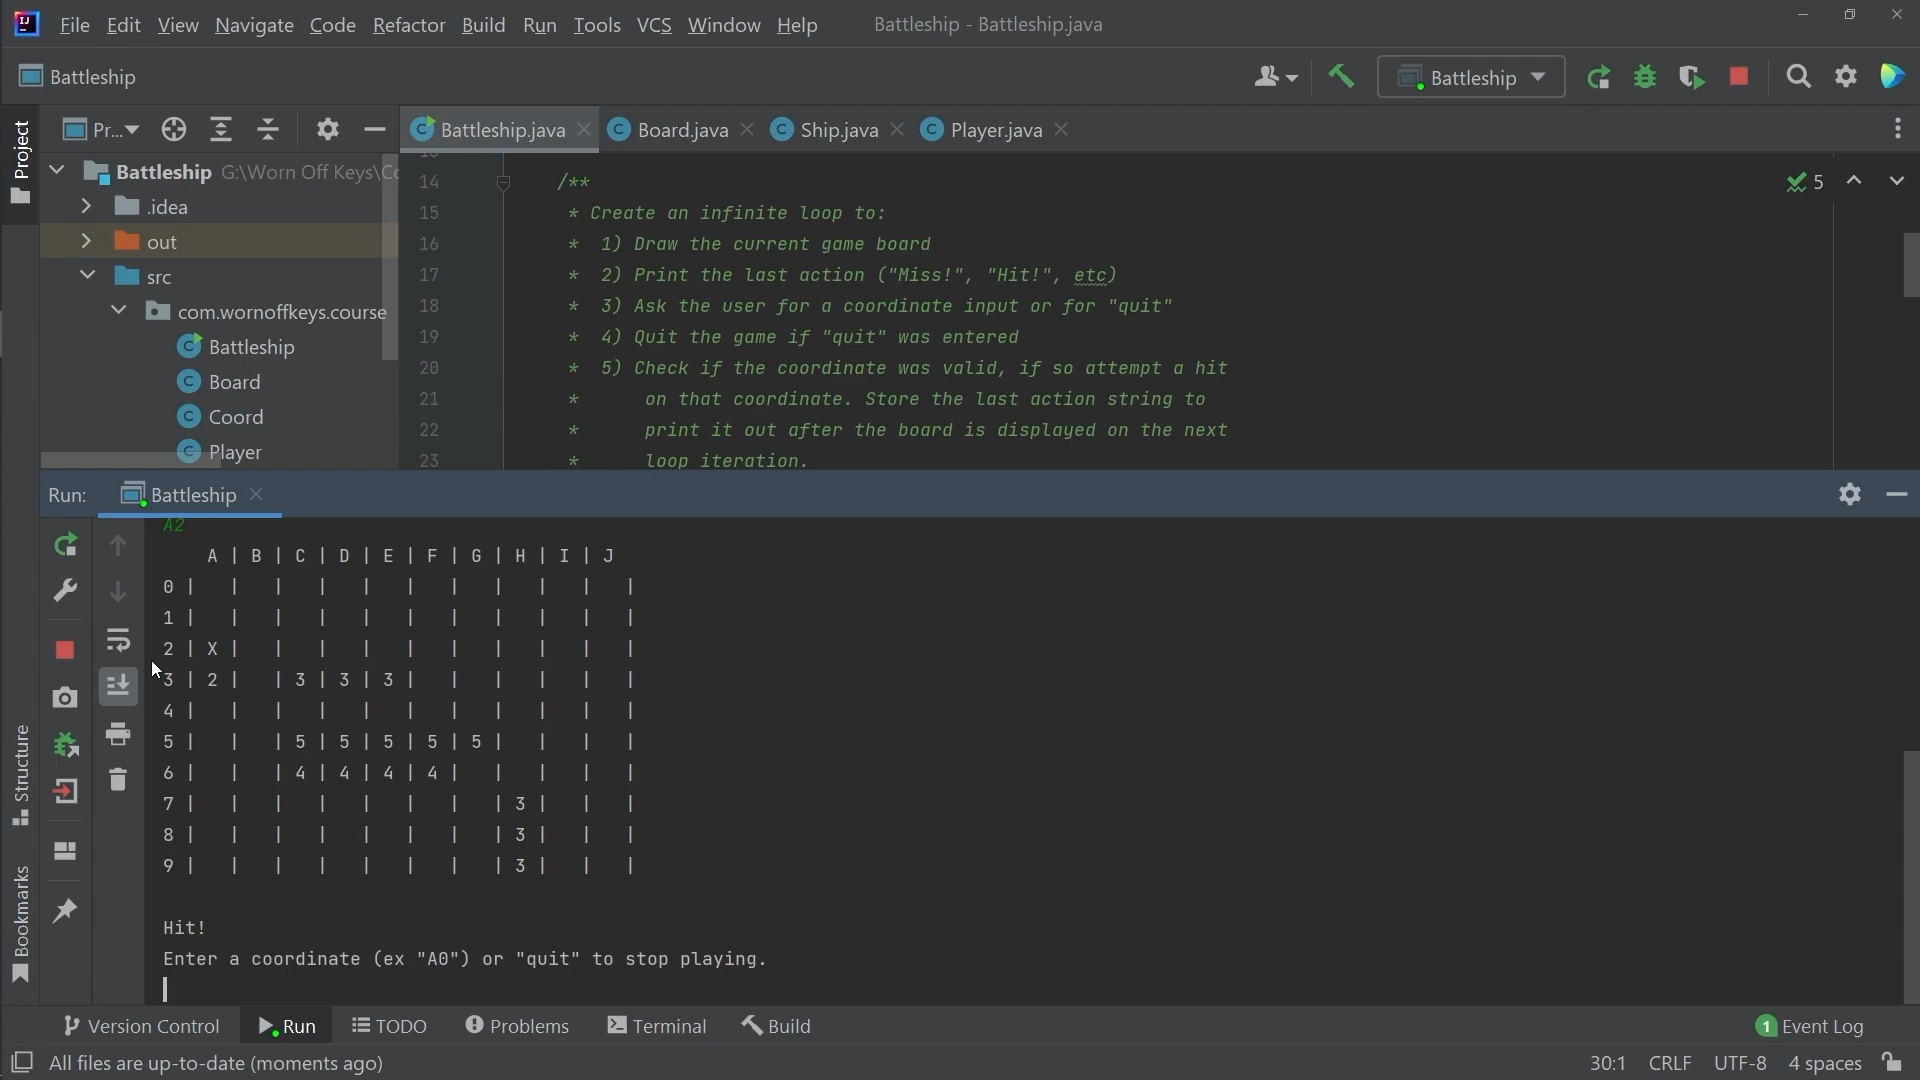 File Edit View Navigate Code Refactor Build Run Tools VCS Window Help Battleship - Battleship.java
Battleship Battleship
Project Pr... Battleship.java Board.java Ship.java Player.java
Battleship G:\Worn Off Keys\Co
.idea
out
src
com.wornoffkeys.course
Battleship
Board
Coord
Player
14 /**
15 * Create an infinite loop to:
16 * 1) Draw the current game board
17 * 2) Print the last action ("Miss!", "Hit!", etc)
18 * 3) Ask the user for a coordinate input or for "quit"
19 * 4) Quit the game if "quit" was entered
20 * 5) Check if the coordinate was valid, if so attempt a hit
21 * on that coordinate. Store the last action string to
22 * print it out after the board is displayed on the next
23 * loop iteration.
5
Run: Battleship
A2
A | B | C | D | E | F | G | H | I | J
0 |   |   |   |   |   |   |   |   |   |   |
1 |   |   |   |   |   |   |   |   |   |   |
2 | X |   |   |   |   |   |   |   |   |   |
3 | 2 |   | 3 | 3 | 3 |   |   |   |   |   |
4 |   |   |   |   |   |   |   |   |   |   |
5 |   |   | 5 | 5 | 5 | 5 | 5 |   |   |   |
6 |   |   | 4 | 4 | 4 | 4 |   |   |   |   |
7 |   |   |   |   |   |   |   | 3 |   |   |
8 |   |   |   |   |   |   |   | 3 |   |   |
9 |   |   |   |   |   |   |   | 3 |   |   |
Hit!
Enter a coordinate (ex "A0") or "quit" to stop playing.
Structure
Bookmarks
Version Control Run TODO Problems Terminal Build 1 Event Log
All files are up-to-date (moments ago) 30:1 CRLF UTF-8 4 spaces